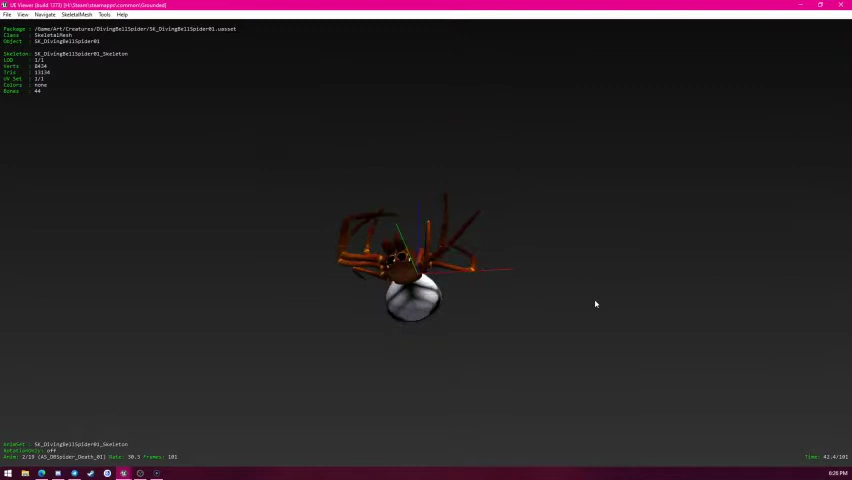 UE Viewer [build 1373] [H:\Steam\steamapps\common\Grounded]
File View Navigate SkeletalMesh Tools Help
Package : /Game/Art/Creatures/DivingBellSpider/SK_DivingBellSpider01.uasset
Class : SkeletalMesh
Object : SK_DivingBellSpider01
Skeleton: SK_DivingBellSpider01_Skeleton
LOD : 1/1
Verts : 8434
Tris : 13134
UV Set : 1/1
Colors : none
Bones : 44
AnimSet : SK_DivingBellSpider01_Skeleton
RotationOnly: off
Anim: 2/19 (AS_DBSpider_Death_01) Rate: 30.3 Frames: 101
Time: 42.4/101
6:26 PM